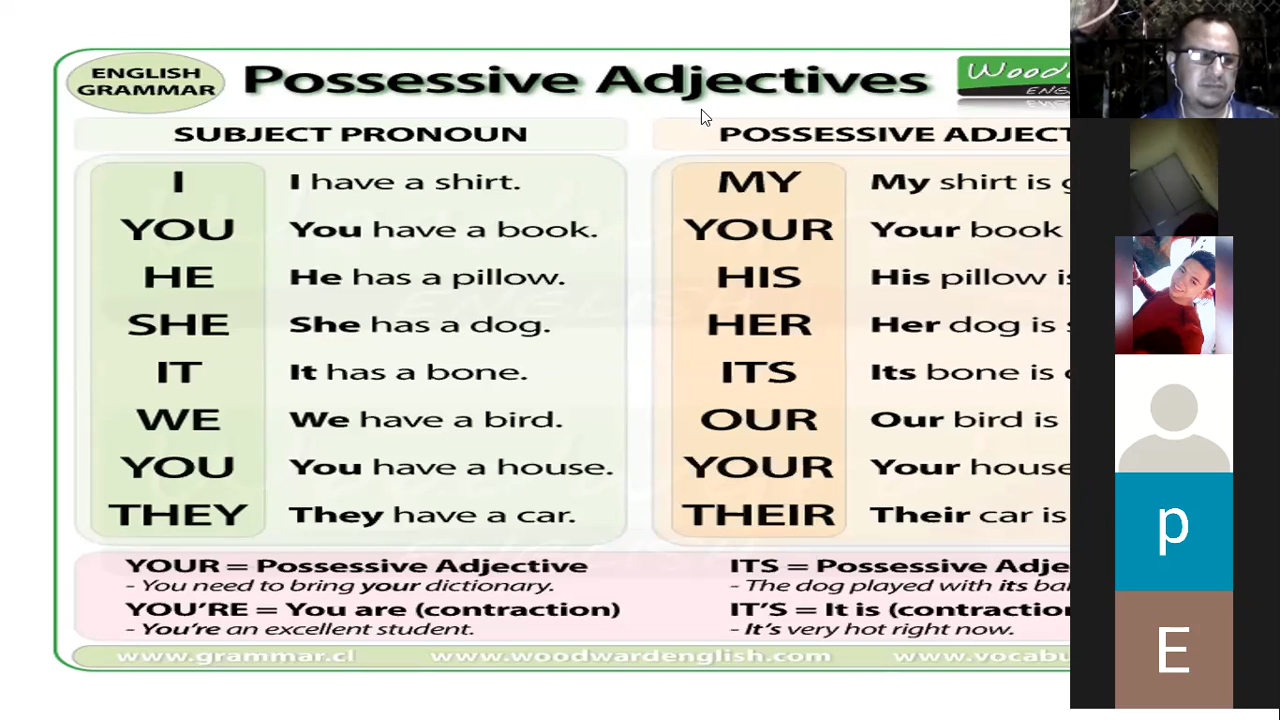 ENGLISH
GRAMMAR
Possessive Adjectives
SUBJECT PRONOUN
I I have a shirt.
YOU You have a book.
HE He has a pillow.
SHE She has a dog.
IT It has a bone.
WE We have a bird.
YOU You have a house.
THEY They have a car.
POSSESSIVE
MY My shirt is
YOUR Your book
HIS His pillow
HER Her dog is
ITS Its bone is
OUR Our bird is
YOUR Your house
THEIR Their car is
YOUR = Possessive Adjective
- You need to bring your dictionary.
YOU'RE = You are (contraction)
- You're an excellent student.
ITS = Possessive
- The dog played with its
IT'S = It is
- It's very hot right now.
www.grammar.cl www.woodwardenglish.com
p
E